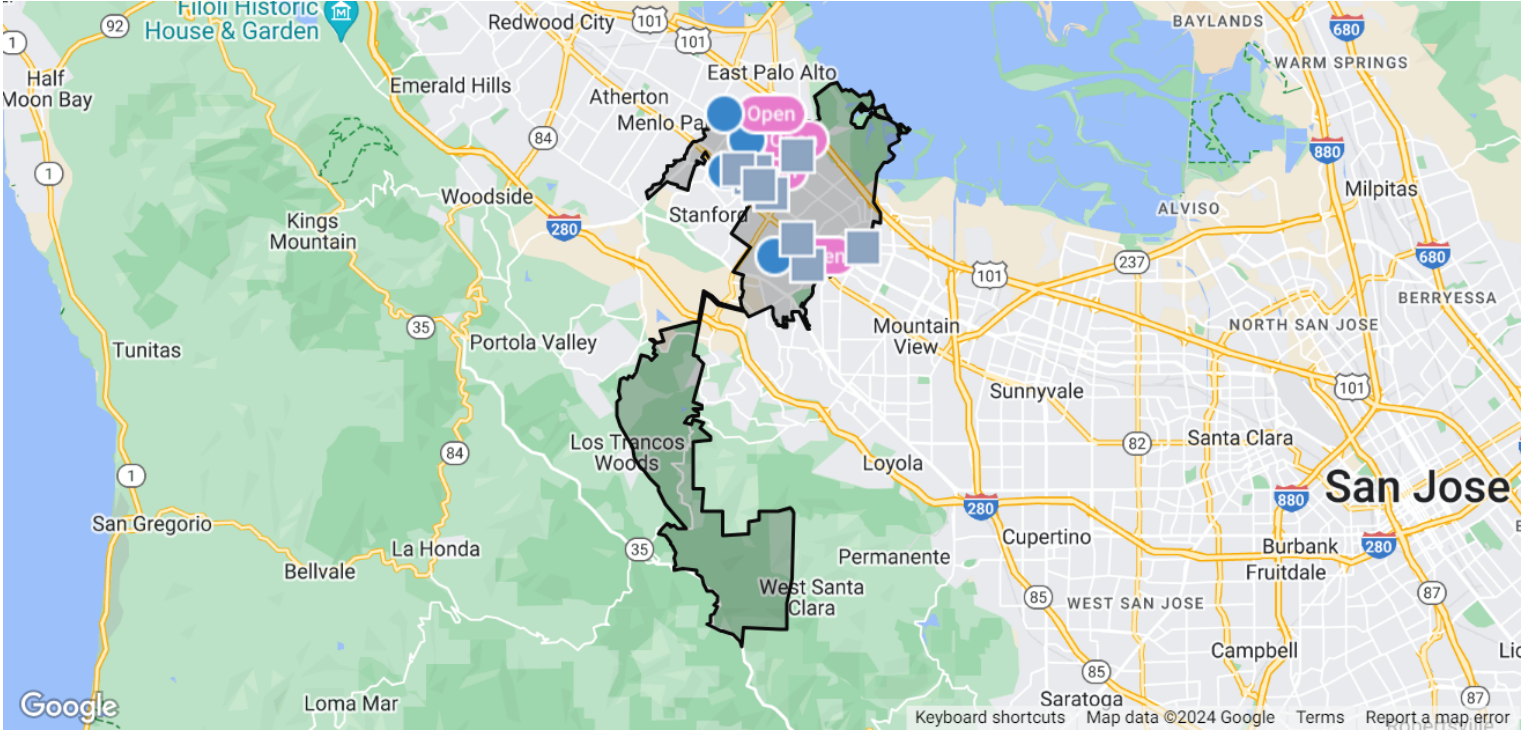 Filoli Historic
House & Garden
92
1
Half
Moon Bay
Redwood City
101
101
BAYLANDS
680
WARM SPRINGS
East Palo Alto
Emerald Hills
Atherton
Menlo Pa
Open
84
880
1
Woodside
Milpitas
Stanford
ALVISO
280
Kings
Mountain
237
680
en
101
BERRYESSA
35
Portola Valley
Mountain
View
NORTH SAN JOSE
Tunitas
Sunnyvale
101
Los Trancos
Woods
84
Loyola
82
Santa Clara
1
San Jose
880
280
San Gregorio
La Honda
35
Permanente
Cupertino
Burbank
280
Fruitdale
Bellvale
West Santa
Clara
85
WEST SAN JOSE
87
Campbell
Lic
85
Saratoga
87
Loma Mar
Google
Keyboard shortcuts Map data ©2024 Google Terms Report a map error